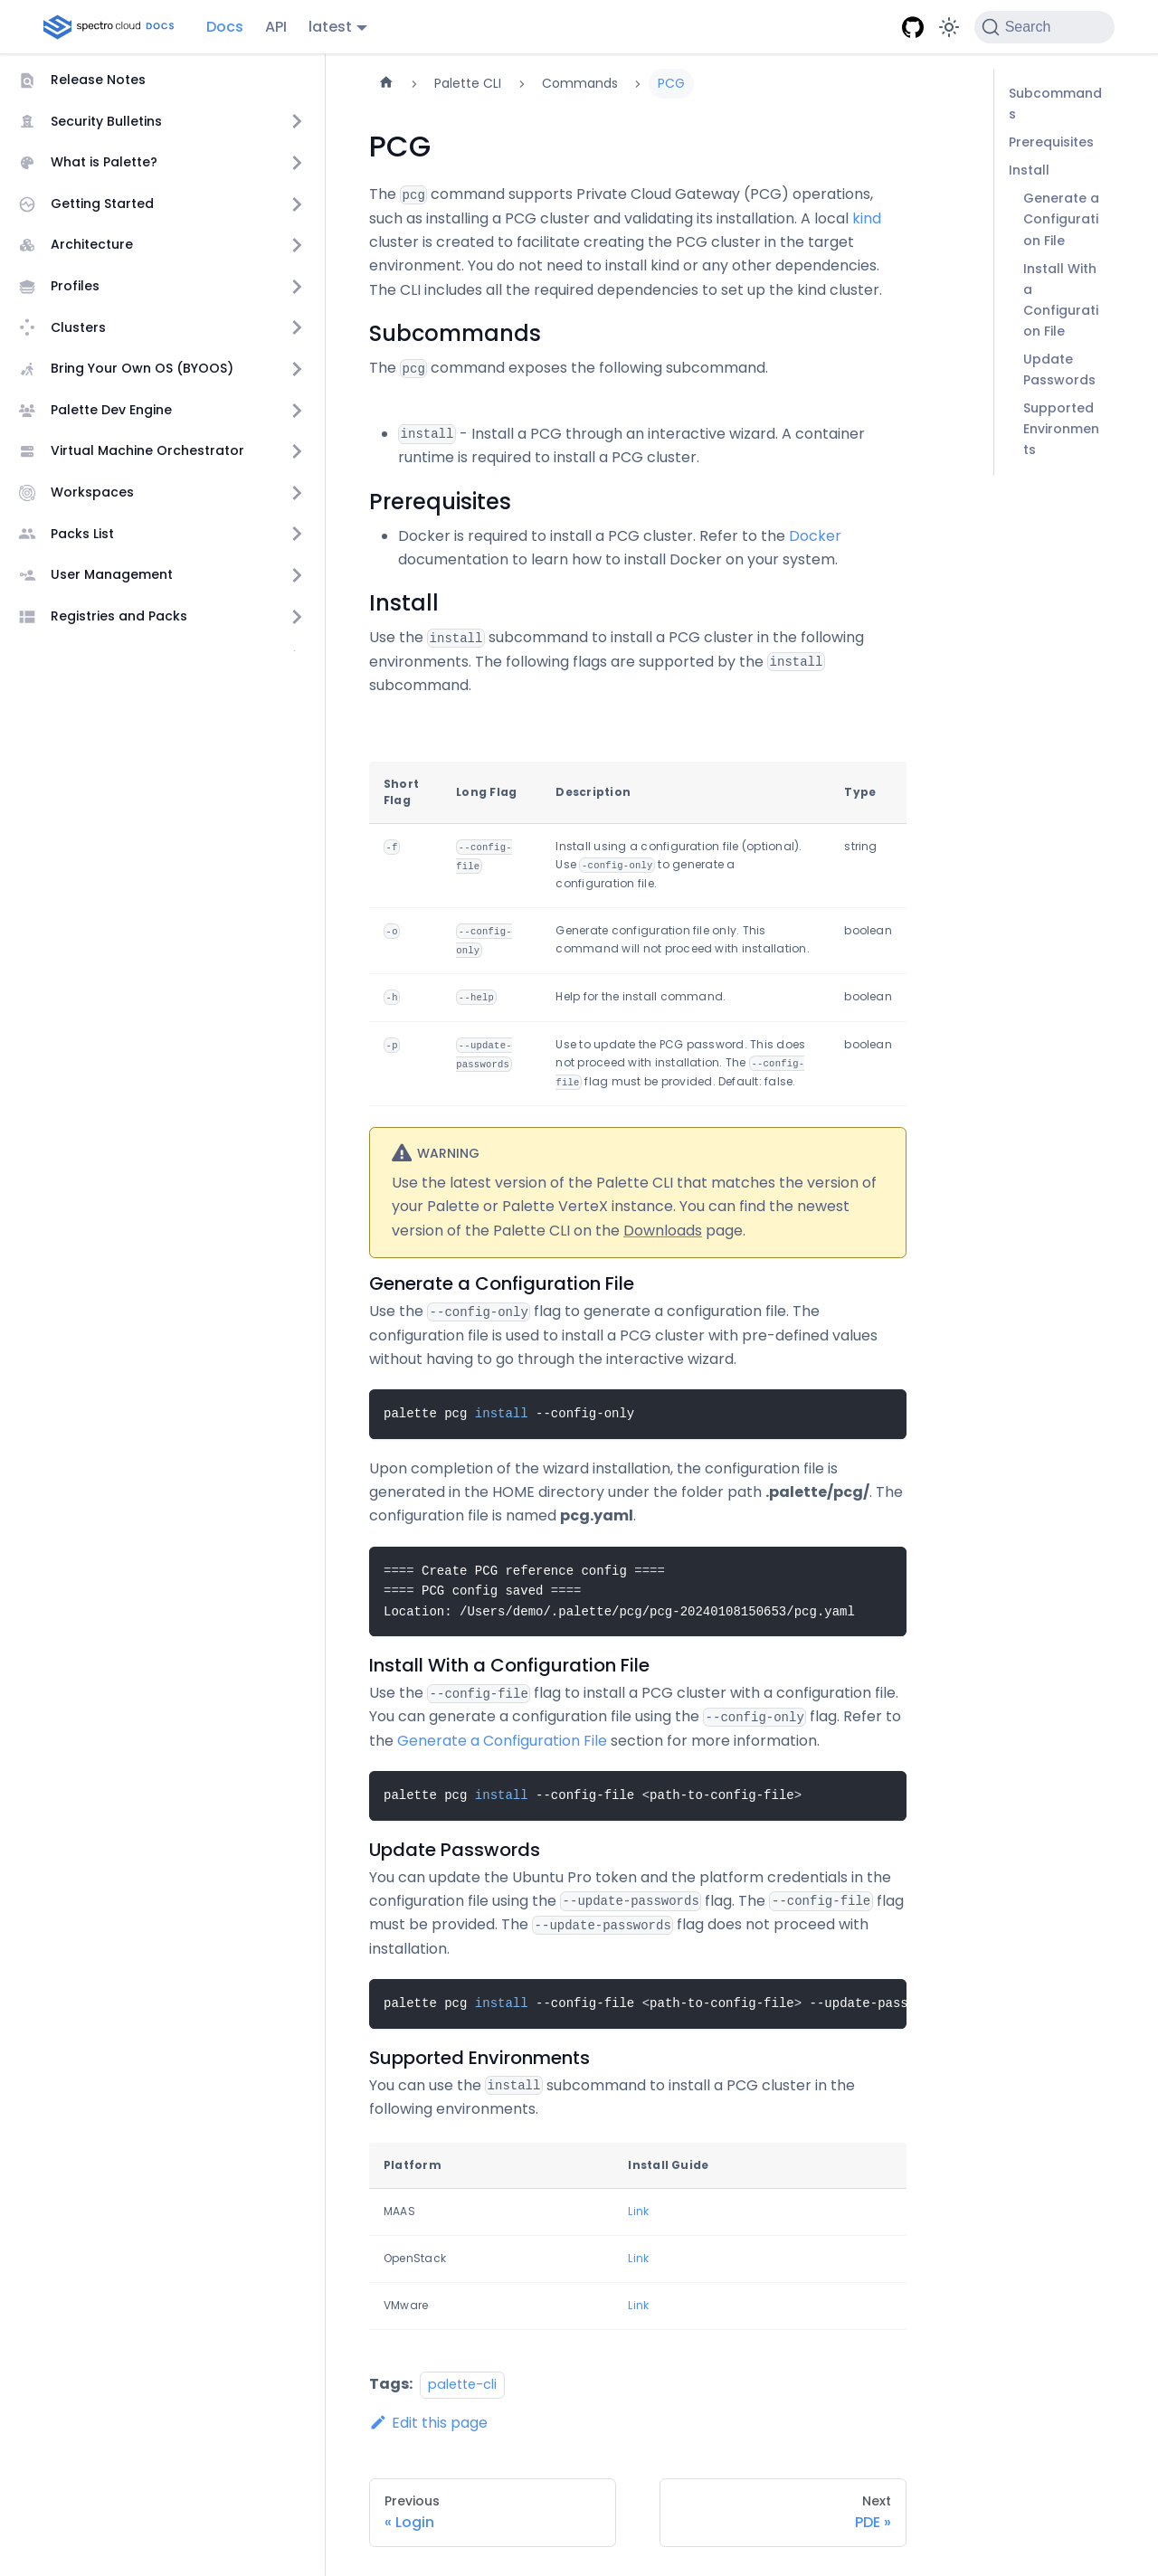 spectro cloud DOCS
Docs
API
latest
Search
Release Notes
Security Bulletins
What is Palette?
Getting Started
Architecture
Profiles
Clusters
Bring Your Own OS (BYOOS)
Palette Dev Engine
Virtual Machine Orchestrator
Workspaces
Packs List
User Management
Registries and Packs
Palette CLI
Commands
PCG
PCG
The pcg command supports Private Cloud Gateway (PCG) operations,
such as installing a PCG cluster and validating its installation. A local kind
cluster is created to facilitate creating the PCG cluster in the target
environment. You do not need to install kind or any other dependencies.
The CLI includes all the required dependencies to set up the kind cluster.
Subcommands
The pcg command exposes the following subcommand.
install - Install a PCG through an interactive wizard. A container
runtime is required to install a PCG cluster.
Prerequisites
Docker is required to install a PCG cluster. Refer to the Docker
documentation to learn how to install Docker on your system.
Install
Use the install subcommand to install a PCG cluster in the following
environments. The following flags are supported by the install
subcommand.
Short
Flag
Long Flag
Description
Type
-f
--config-
file
Install using a configuration file (optional).
Use -config-only to generate a
configuration file.
string
-o
--config-
only
Generate configuration file only. This
command will not proceed with installation.
boolean
-h
--help
Help for the install command.
boolean
-p
--update-
passwords
Use to update the PCG password. This does
not proceed with installation. The --config-
file flag must be provided. Default: false.
boolean
WARNING
Use the latest version of the Palette CLI that matches the version of
your Palette or Palette VerteX instance. You can find the newest
version of the Palette CLI on the Downloads page.
Generate a Configuration File
Use the --config-only flag to generate a configuration file. The
configuration file is used to install a PCG cluster with pre-defined values
without having to go through the interactive wizard.
palette pcg install --config-only
Upon completion of the wizard installation, the configuration file is
generated in the HOME directory under the folder path .palette/pcg/. The
configuration file is named pcg.yaml.
==== Create PCG reference config ====
==== PCG config saved ====
Location: /Users/demo/.palette/pcg/pcg-20240108150653/pcg.yaml
Install With a Configuration File
Use the --config-file flag to install a PCG cluster with a configuration file.
You can generate a configuration file using the --config-only flag. Refer to
the Generate a Configuration File section for more information.
palette pcg install --config-file <path-to-config-file>
Update Passwords
You can update the Ubuntu Pro token and the platform credentials in the
configuration file using the --update-passwords flag. The --config-file flag
must be provided. The --update-passwords flag does not proceed with
installation.
palette pcg install --config-file <path-to-config-file> --update-pass
Supported Environments
You can use the install subcommand to install a PCG cluster in the
following environments.
Platform
Install Guide
MAAS
Link
OpenStack
Link
VMware
Link
Tags: palette-cli
Edit this page
Previous
« Login
Next
PDE »
Subcommand
s
Prerequisites
Install
Generate a
Configurati
on File
Install With
a
Configurati
on File
Update
Passwords
Supported
Environmen
ts